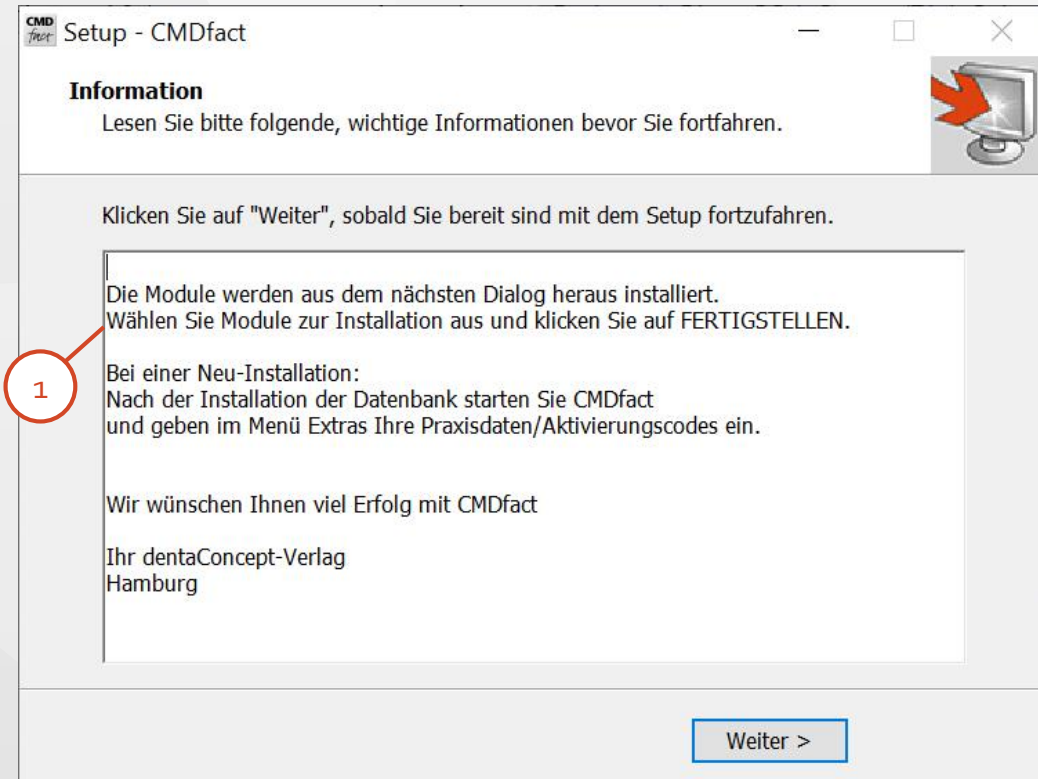 CMD
fact
Setup - CMDfact
Information
Lesen Sie bitte folgende, wichtige Informationen bevor Sie fortfahren.
Klicken Sie auf "Weiter", sobald Sie bereit sind mit dem Setup fortzufahren.
Die Module werden aus dem nächsten Dialog heraus installiert.
Wählen Sie Module zur Installation aus und klicken Sie auf FERTIGSTELLEN.
1
Bei einer Neu-Installation:
Nach der Installation der Datenbank starten Sie CMDfact
und geben im Menü Extras Ihre Praxisdaten/Aktivierungscodes ein.
Wir wünschen Ihnen viel Erfolg mit CMDfact
Ihr dentaConcept-Verlag
Hamburg
Weiter >